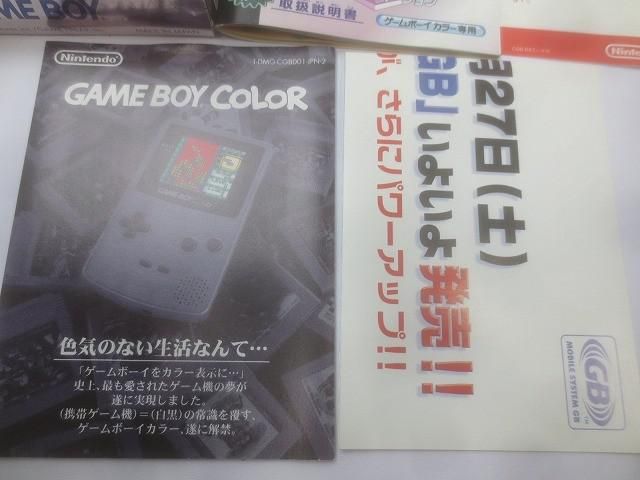 GAME BOY
MADE IN JAPAN
取扱説明書
ゲームボーイカラー専用
Nintendo
Nintendo
1-DMG-CGB001-JPN-2
GAME BOY COLOR
色気のない生活なんて…
「ゲームボーイをカラー表示に…」
史上、最も愛されたゲーム機の夢が
遂に実現しました。
(携帯ゲーム機)=(白黒)の常識を覆す、
ゲームボーイカラー、遂に解禁。
月27日(土)
GB」いよいよ発売!!
が、さらにパワーアップ!!
GB
MOBILE SYSTEM GB
TM